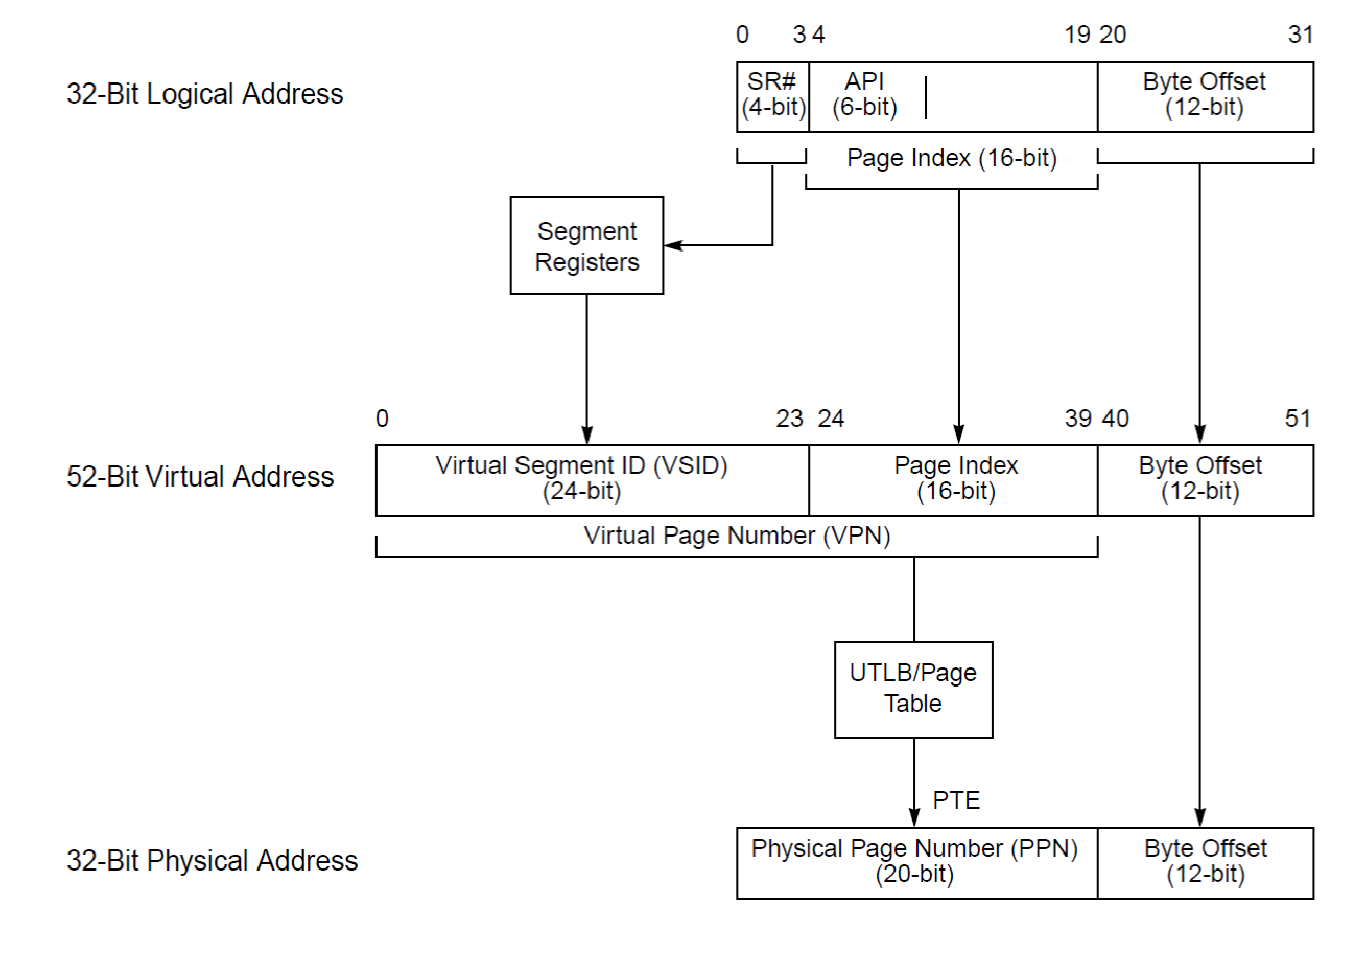 0 3 4 19 20 31
32-Bit Logical Address
SR# API Byte Offset
(4-bit) (6-bit) (12-bit)
Page Index (16-bit)
Segment
Registers
0 23 24 39 40 51
52-Bit Virtual Address
Virtual Segment ID (VSID) Page Index Byte Offset
(24-bit) (16-bit) (12-bit)
Virtual Page Number (VPN)
UTLB/Page
Table
PTE
32-Bit Physical Address
Physical Page Number (PPN) Byte Offset
(20-bit) (12-bit)